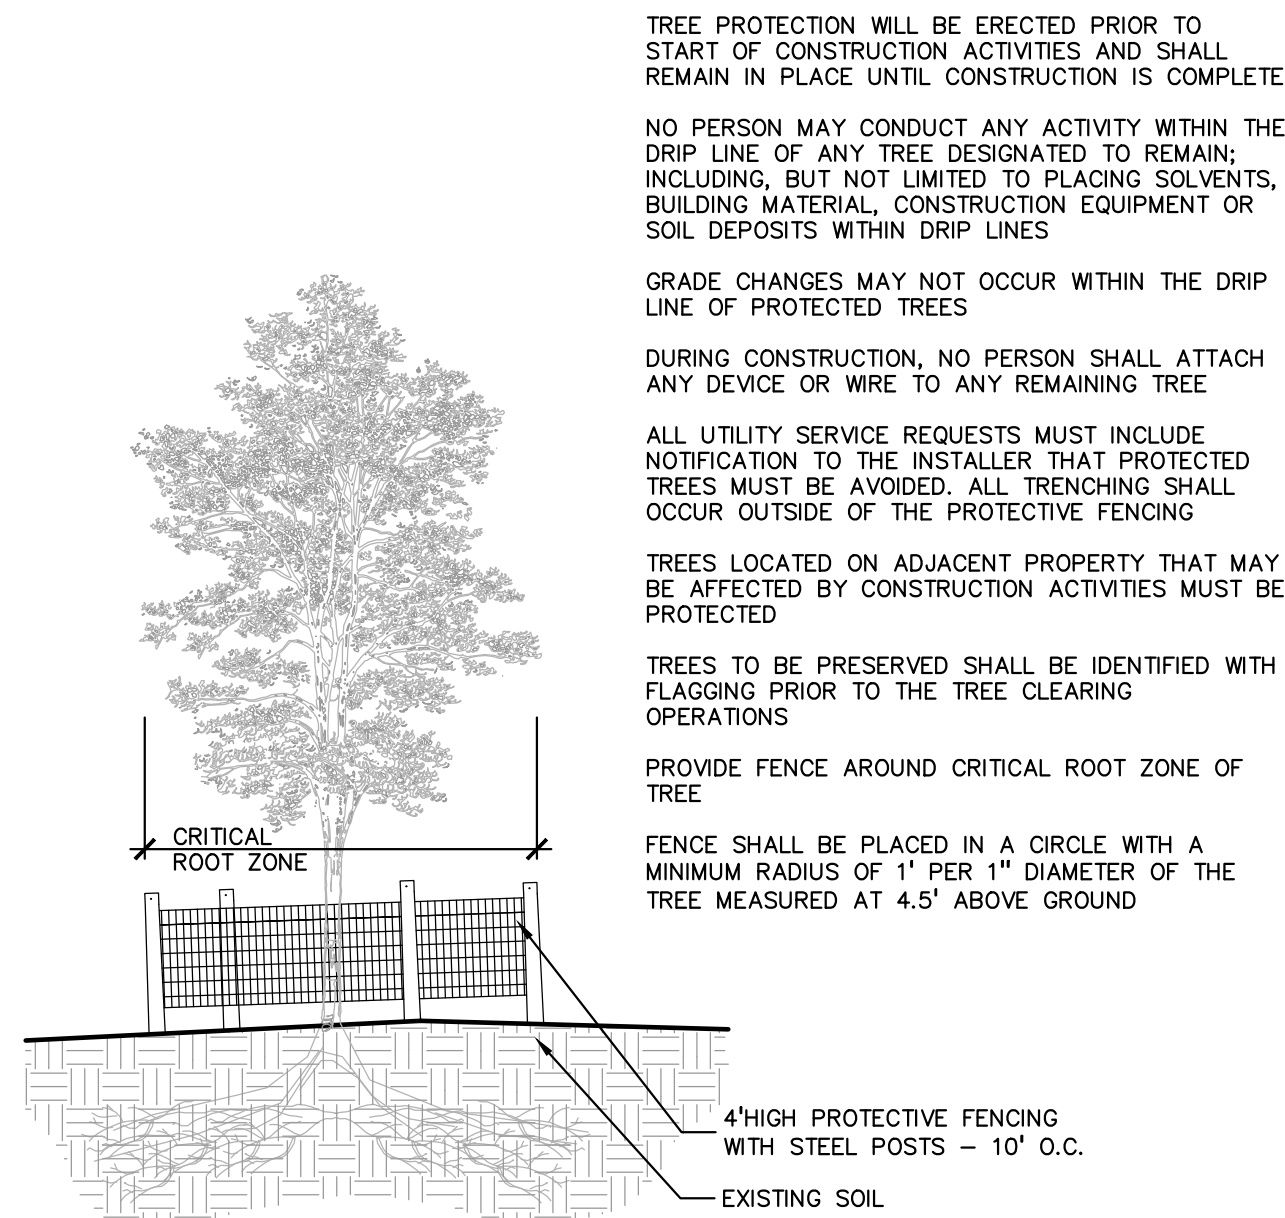 TREE PROTECTION WILL BE ERECTED PRIOR TO
START OF CONSTRUCTION ACTIVITIES AND SHALL
REMAIN IN PLACE UNTIL CONSTRUCTION IS COMPLETE
NO PERSON MAY CONDUCT ANY ACTIVITY WITHIN THE
DRIP LINE OF ANY TREE DESIGNATED TO REMAIN;
INCLUDING, BUT NOT LIMITED TO PLACING SOLVENTS,
BUILDING MATERIAL, CONSTRUCTION EQUIPMENT OR
SOIL DEPOSITS WITHIN DRIP LINES
GRADE CHANGES MAY NOT OCCUR WITHIN THE DRIP
LINE OF PROTECTED TREES
DURING CONSTRUCTION, NO PERSON SHALL ATTACH
ANY DEVICE OR WIRE TO ANY REMAINING TREE
ALL UTILITY SERVICE REQUESTS MUST INCLUDE
NOTIFICATION TO THE INSTALLER THAT PROTECTED
TREES MUST BE AVOIDED. ALL TRENCHING SHALL
OCCUR OUTSIDE OF THE PROTECTIVE FENCING
TREES LOCATED ON ADJACENT PROPERTY THAT MAY
BE AFFECTED BY CONSTRUCTION ACTIVITIES MUST BE
PROTECTED
TREES TO BE PRESERVED SHALL BE IDENTIFIED WITH
FLAGGING PRIOR TO THE TREE CLEARING
OPERATIONS
PROVIDE FENCE AROUND CRITICAL ROOT ZONE OF
TREE
FENCE SHALL BE PLACED IN A CIRCLE WITH A
MINIMUM RADIUS OF 1' PER 1" DIAMETER OF THE
TREE MEASURED AT 4.5' ABOVE GROUND
CRITICAL
ROOT ZONE
4'HIGH PROTECTIVE FENCING
WITH STEEL POSTS – 10' O.C.
EXISTING SOIL